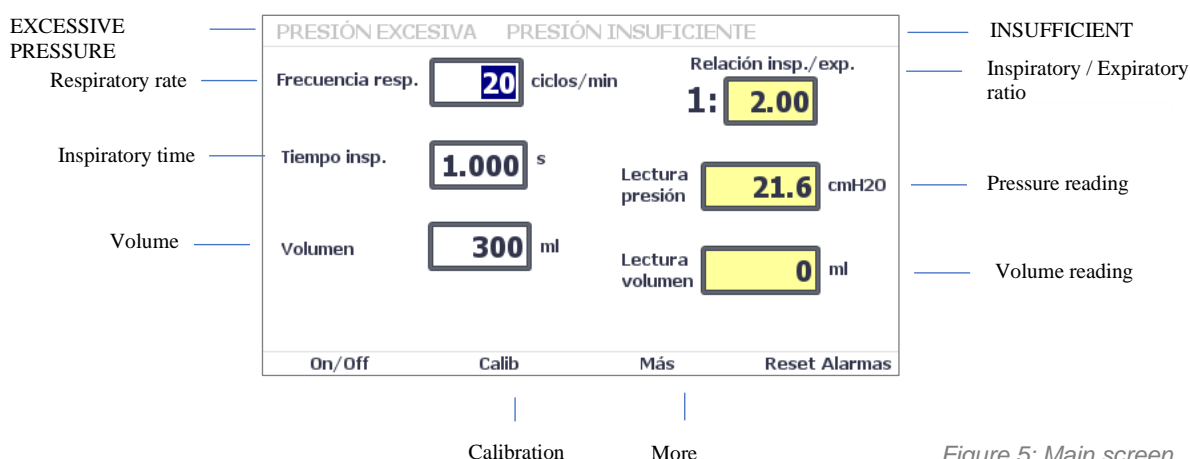 EXCESSIVE
PRESSURE
PRESIÓN EXCESIVA PRESIÓN INSUFICIENTE
INSUFFICIENT
Respiratory rate
Frecuencia resp. 20 ciclos/min
Relación insp./exp.
1: 2.00
Inspiratory / Expiratory
ratio
Inspiratory time
Tiempo insp. 1.000 s
Lectura
presión 21.6 cmH2O
Pressure reading
Volume
Volumen 300 ml
Lectura
volumen 0 ml
Volume reading
On/Off Calib Más Reset Alarmas
Calibration More
Figure 5: Main screen